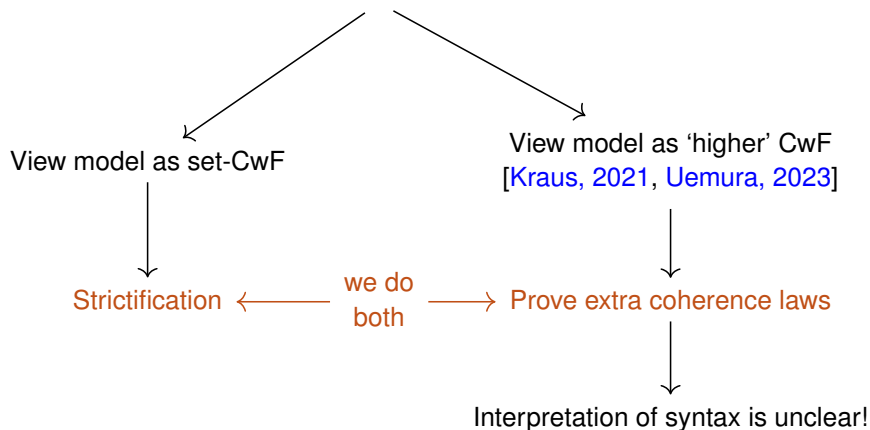 View model as set-CwF
View model as ‘higher’ CwF
[Kraus, 2021, Uemura, 2023]
Strictification
we do
both
Prove extra coherence laws
Interpretation of syntax is unclear!